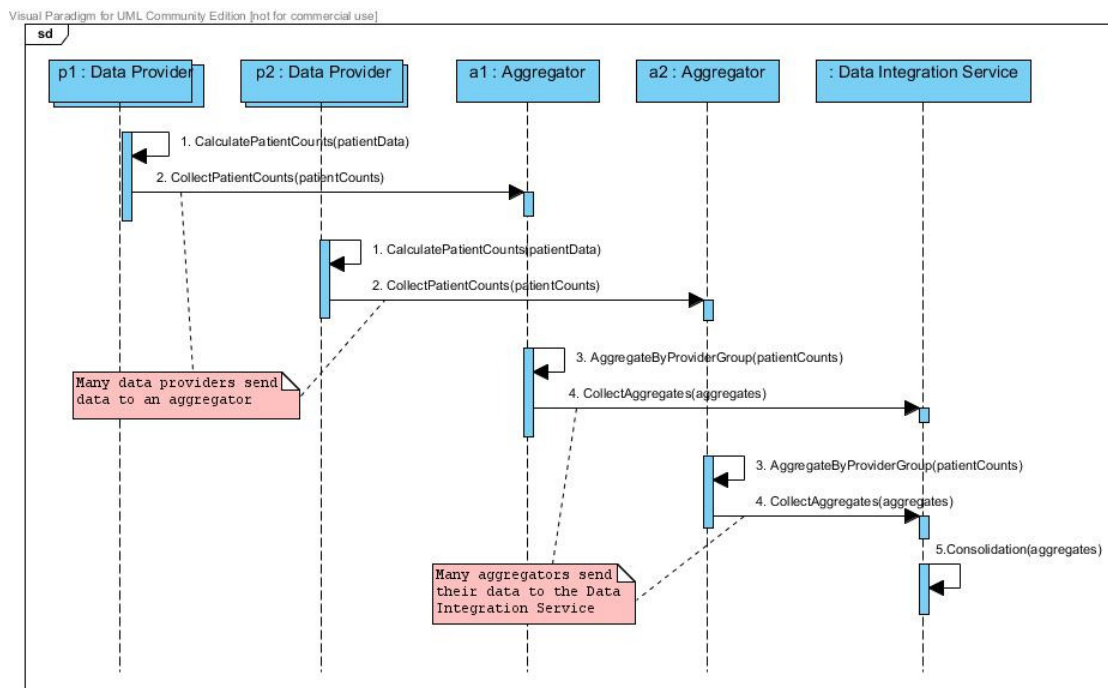 Visual Paradigm for UML Community Edition [not for commercial use]
sd
p1 : Data Provider
p2 : Data Provider
a1 : Aggregator
a2 : Aggregator
: Data Integration Service
1. CalculatePatientCounts(patientData)
2. CollectPatientCounts(patientCounts)
1. CalculatePatientCounts(patientData)
2. CollectPatientCounts(patientCounts)
3. AggregateByProviderGroup(patientCounts)
Many data providers send
data to an aggregator
4. CollectAggregates(aggregates)
3. AggregateByProviderGroup(patientCounts)
4. CollectAggregates(aggregates)
5.Consolidation(aggregates)
Many aggregators send
their data to the Data
Integration Service